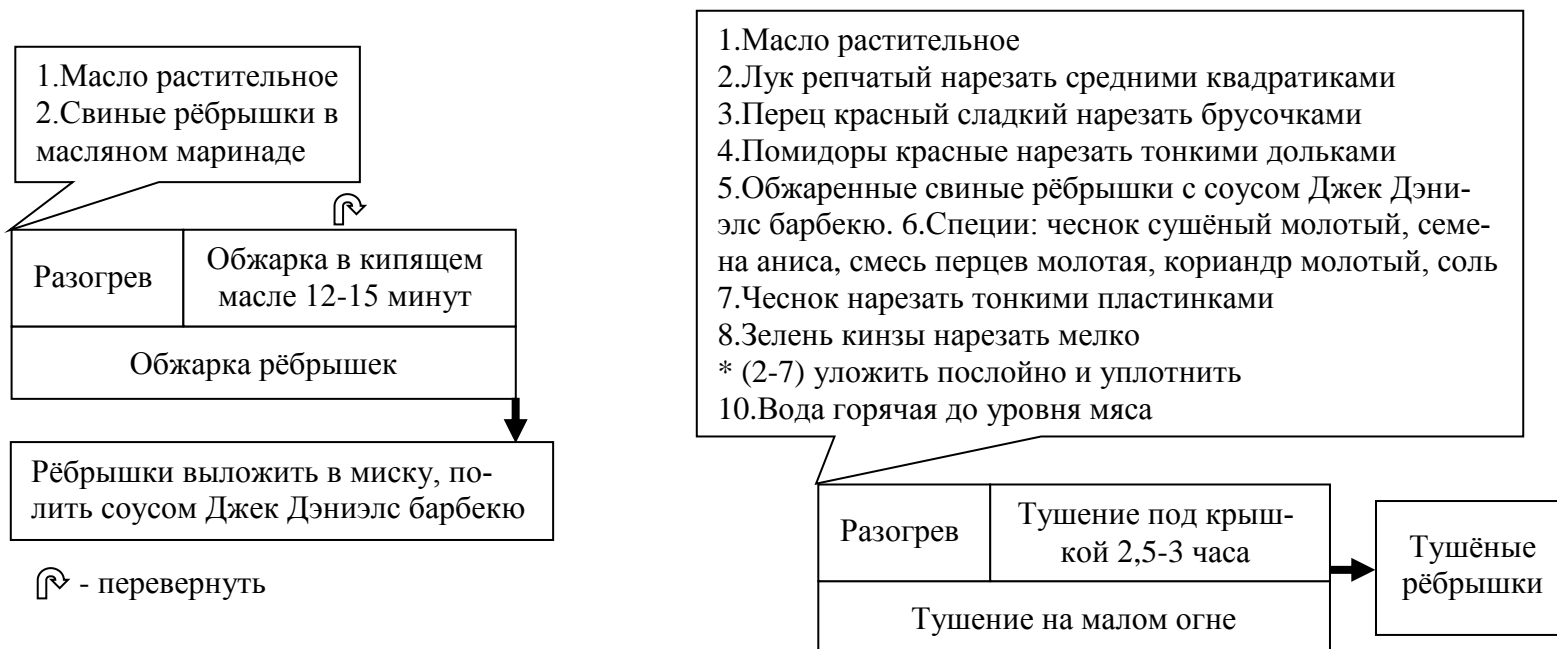 1.Масло растительное
2.Свиные рёбрышки в
масляном маринаде
Разогрев
Обжарка в кипящем
масле 12-15 минут
Обжарка рёбрышек
Рёбрышки выложить в миску, по-
лить соусом Джек Дэниэлс барбекю
- перевернуть
1.Масло растительное
2.Лук репчатый нарезать средними квадратиками
3.Перец красный сладкий нарезать брусочками
4.Помидоры красные нарезать тонкими дольками
5.Обжаренные свиные рёбрышки с соусом Джек Дэни-
элс барбекю. 6.Специи: чеснок сушёный молотый, семе-
на аниса, смесь перцев молотая, кориандр молотый, соль
7.Чеснок нарезать тонкими пластинками
8.Зелень кинзы нарезать мелко
* (2-7) уложить послойно и уплотнить
10.Вода горячая до уровня мяса
Разогрев
Тушение под крыш-
кой 2,5-3 часа
Тушение на малом огне
Тушёные
рёбрышки